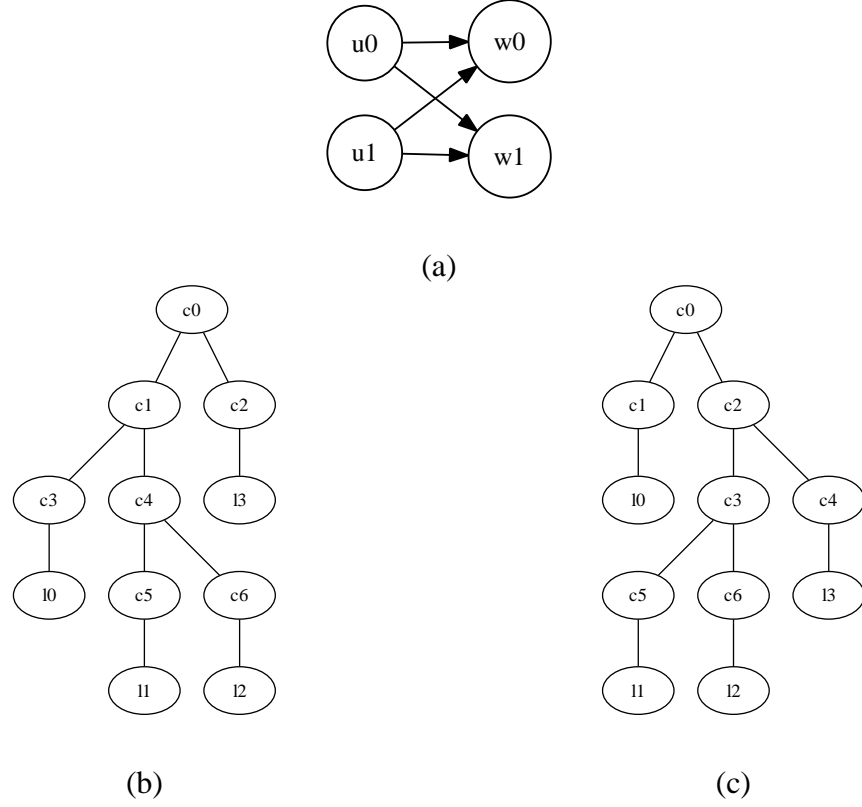 u0 w0
u1 w1
(a)
c0
c1 c2
c3 c4 l3
l0 c5 c6
l1 l2
(b)
c0
c1 c2
l0 c3 c4
c5 c6 l3
l1 l2
(c)